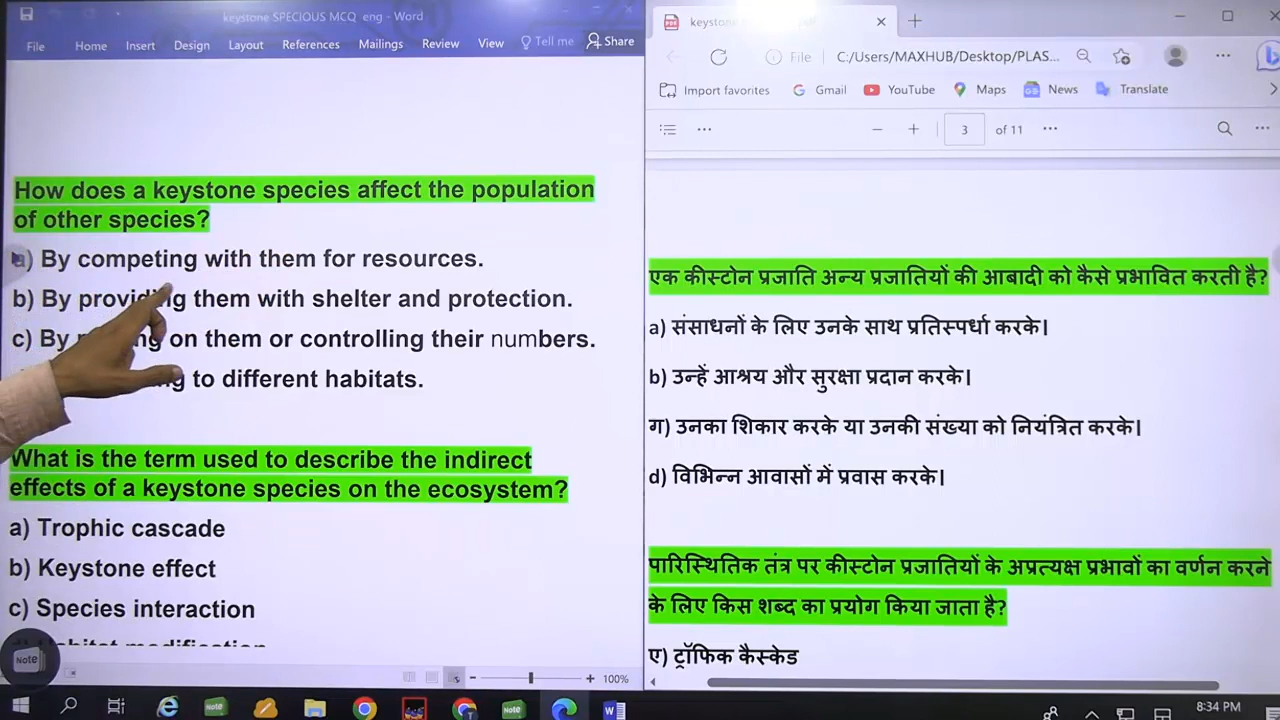 keystone SPECIOUS MCQ eng - Word
File Home Insert Design Layout References Mailings Review View Tell me Share
How does a keystone species affect the population
of other species?
a) By competing with them for resources.
b) By providing them with shelter and protection.
c) By on them or controlling their numbers.
to different habitats.
What is the term used to describe the indirect
effects of a keystone species on the ecosystem?
a) Trophic cascade
b) Keystone effect
c) Species interaction
d) Habitat modification
Note
100%
keystone
File C:/Users/MAXHUB/Desktop/PLAS...
Import favorites Gmail YouTube Maps News Translate
3 of 11
एक कीस्टोन प्रजाति अन्य प्रजातियों की आबादी को कैसे प्रभावित करती है?
a) संसाधनों के लिए उनके साथ प्रतिस्पर्धा करके।
b) उन्हें आश्रय और सुरक्षा प्रदान करके।
ग) उनका शिकार करके या उनकी संख्या को नियंत्रित करके।
d) विभिन्न आवासों में प्रवास करके।
पारिस्थितिक तंत्र पर कीस्टोन प्रजातियों के अप्रत्यक्ष प्रभावों का वर्णन करने
के लिए किस शब्द का प्रयोग किया जाता है?
ए) ट्रॉफिक कैस्केड
Note Note 8:34 PM